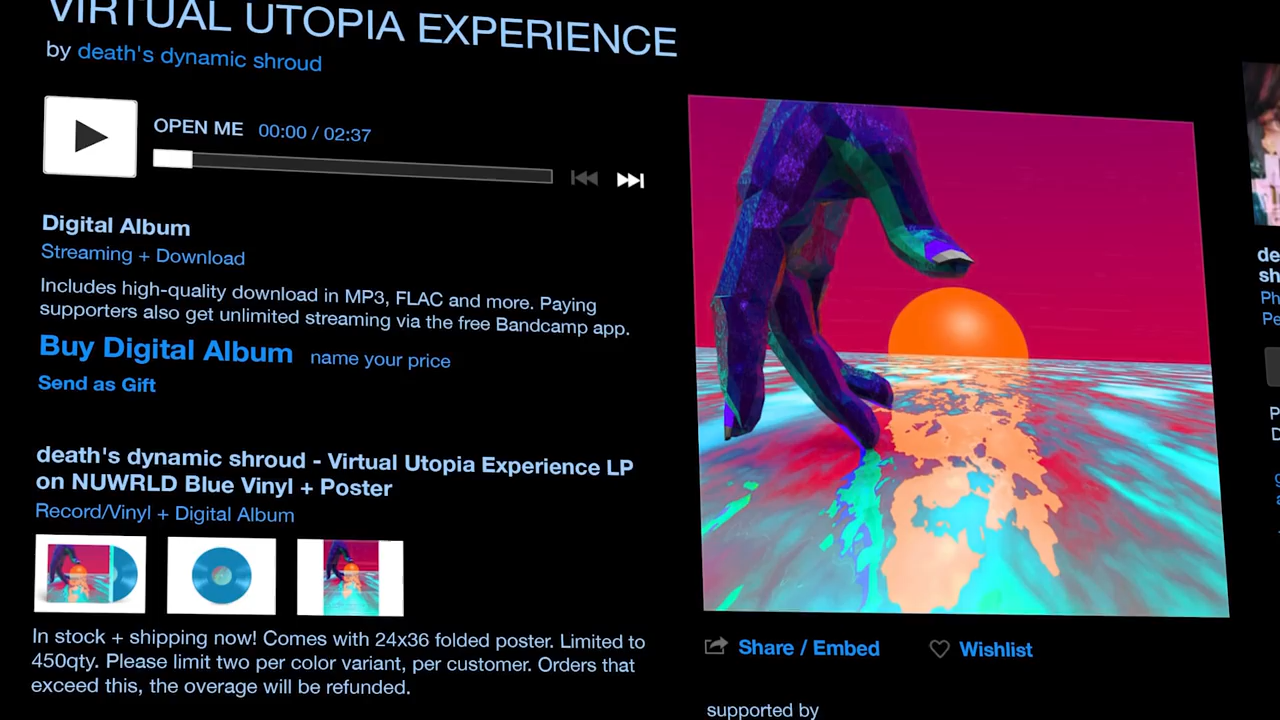 VIRTUAL UTOPIA EXPERIENCE
by death's dynamic shroud
OPEN ME 00:00 / 02:37
Digital Album
Streaming + Download
Includes high-quality download in MP3, FLAC and more. Paying
supporters also get unlimited streaming via the free Bandcamp app.
Buy Digital Album name your price
Send as Gift
death's dynamic shroud - Virtual Utopia Experience LP
on NUWRLD Blue Vinyl + Poster
Record/Vinyl + Digital Album
In stock + shipping now! Comes with 24x36 folded poster. Limited to
450qty. Please limit two per color variant, per customer. Orders that
exceed this, the overage will be refunded.
Share / Embed
Wishlist
supported by